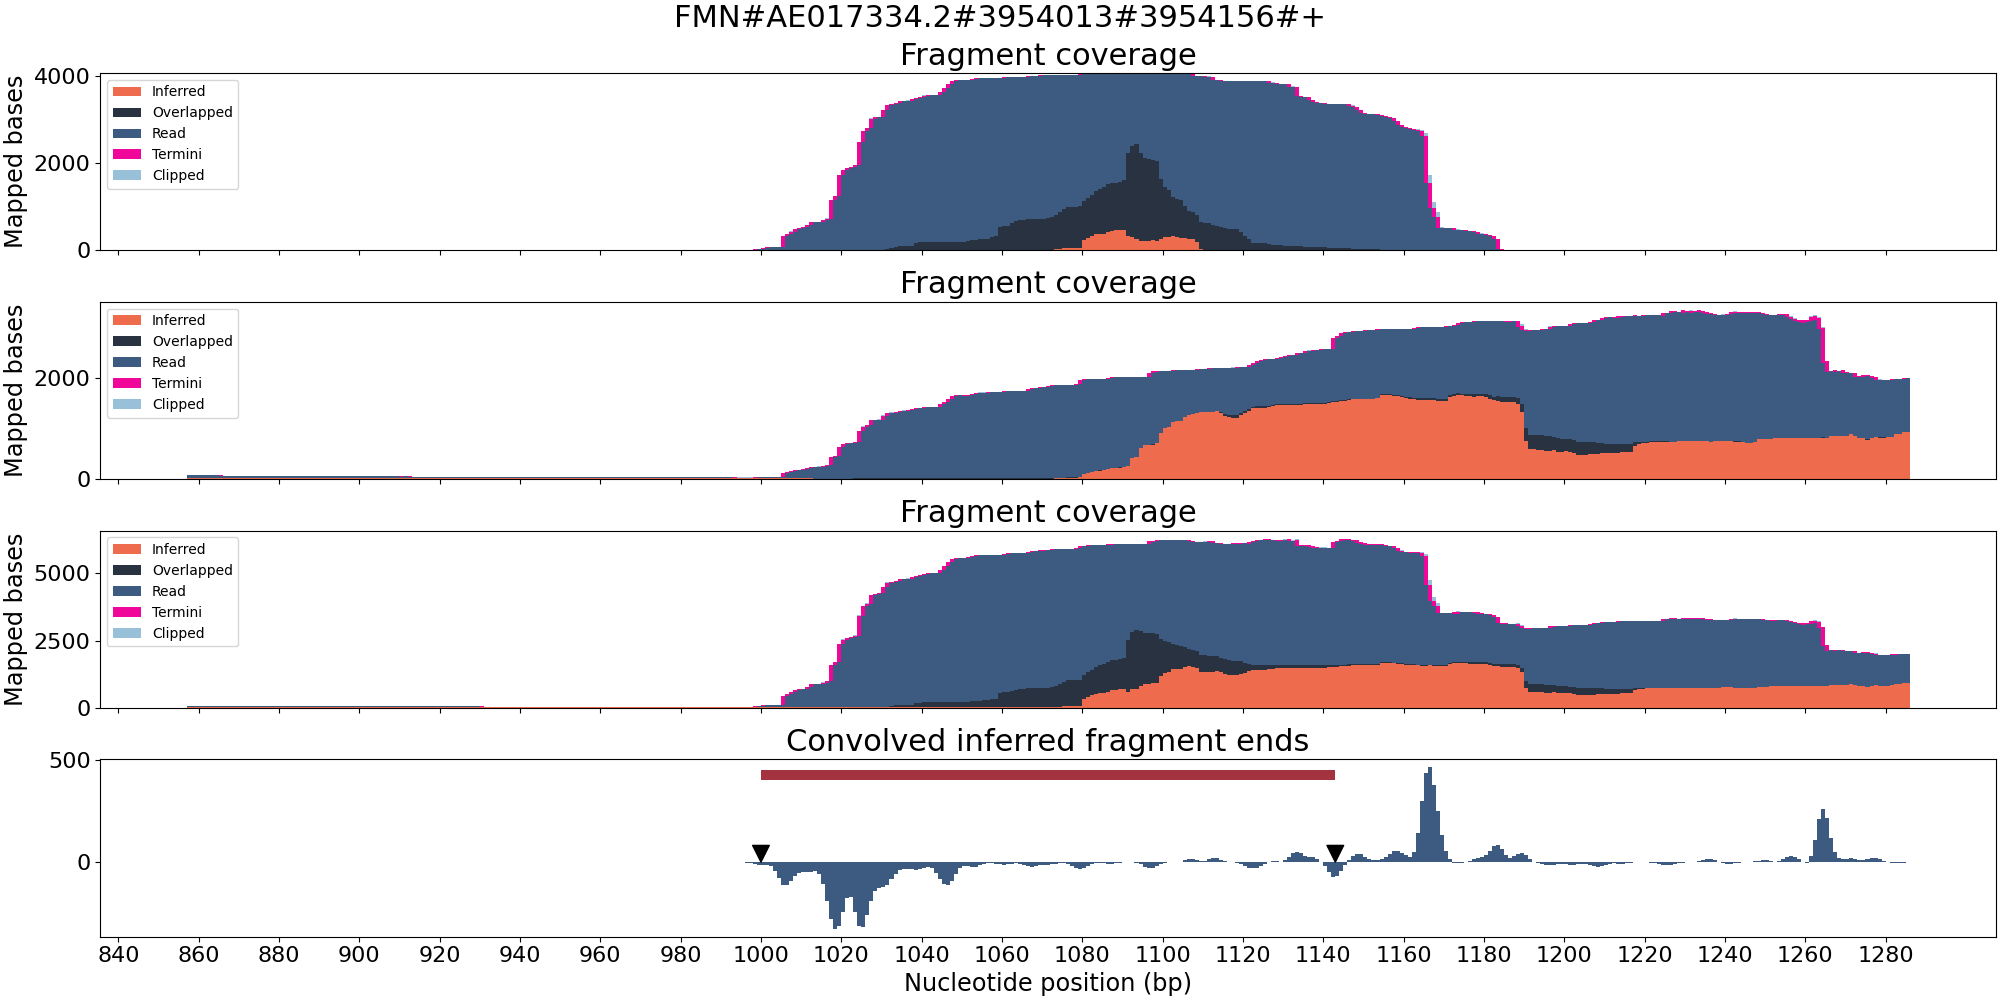 FMN#AE017334.2#3954013#3954156#+
Fragment coverage
Mapped bases
4000
2000
0
Inferred
Overlapped
Read
Termini
Clipped
Fragment coverage
Mapped bases
2000
0
Inferred
Overlapped
Read
Termini
Clipped
Fragment coverage
Mapped bases
5000
2500
0
Inferred
Overlapped
Read
Termini
Clipped
Convolved inferred fragment ends
500
0
840 860 880 900 920 940 960 980 1000 1020 1040 1060 1080 1100 1120 1140 1160 1180 1200 1220 1240 1260 1280
Nucleotide position (bp)